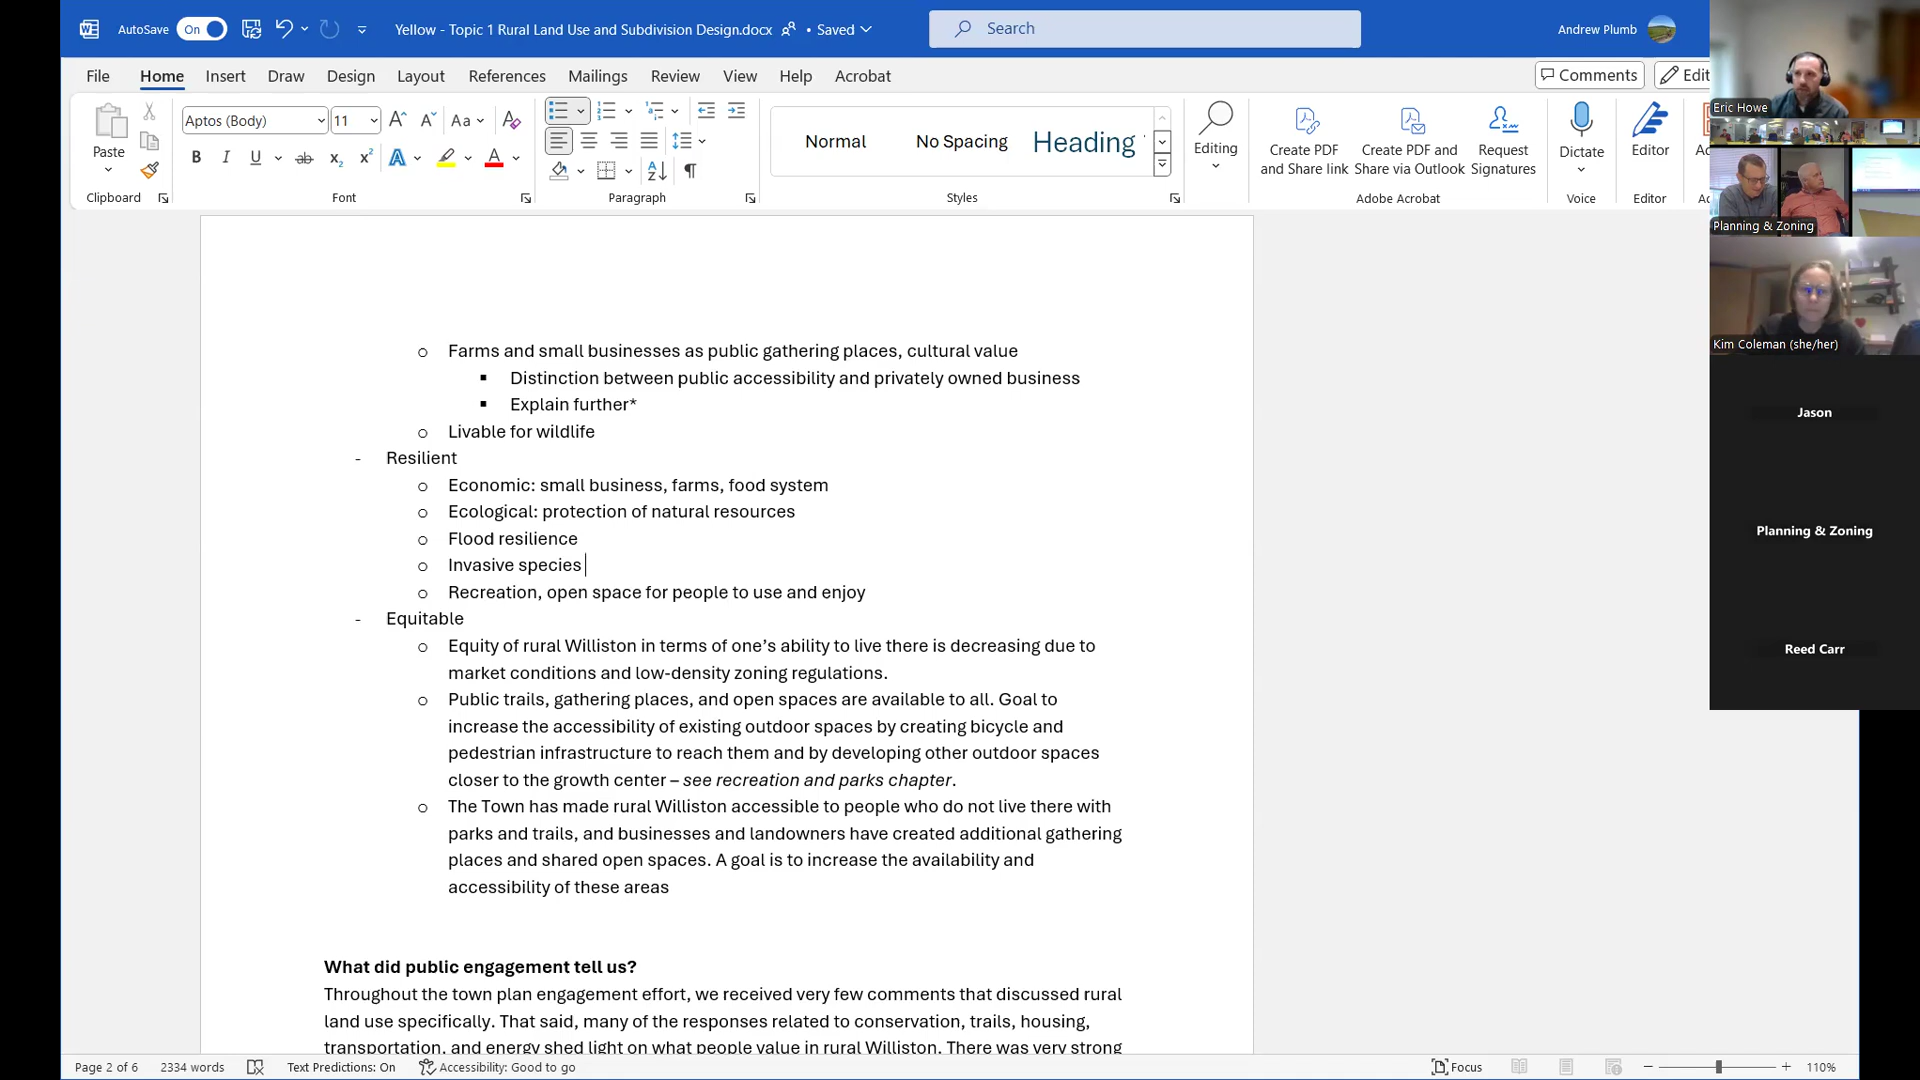 AutoSave On Yellow - Topic 1 Rural Land Use and Subdivision Design.docx • Saved Search Andrew Plumb
File Home Insert Draw Design Layout References Mailings Review View Help Acrobat Comments Edit
Paste
Clipboard
Aptos (Body) 11
Font
Paragraph
Normal No Spacing Heading
Styles
Editing
Create PDF and Share link
Create PDF and Share via Outlook
Request Signatures
Adobe Acrobat
Dictate
Voice
Editor
Editor
Eric Howe
Planning & Zoning
Kim Coleman (she/her)
Jason
Planning & Zoning
Reed Carr
o Farms and small businesses as public gathering places, cultural value
▪ Distinction between public accessibility and privately owned business
▪ Explain further*
o Livable for wildlife
- Resilient
o Economic: small business, farms, food system
o Ecological: protection of natural resources
o Flood resilience
o Invasive species
o Recreation, open space for people to use and enjoy
- Equitable
o Equity of rural Williston in terms of one’s ability to live there is decreasing due to
market conditions and low-density zoning regulations.
o Public trails, gathering places, and open spaces are available to all. Goal to
increase the accessibility of existing outdoor spaces by creating bicycle and
pedestrian infrastructure to reach them and by developing other outdoor spaces
closer to the growth center – see recreation and parks chapter.
o The Town has made rural Williston accessible to people who do not live there with
parks and trails, and businesses and landowners have created additional gathering
places and shared open spaces. A goal is to increase the availability and
accessibility of these areas
What did public engagement tell us?
Throughout the town plan engagement effort, we received very few comments that discussed rural
land use specifically. That said, many of the responses related to conservation, trails, housing,
transportation, and energy shed light on what people value in rural Williston. There was very strong
Page 2 of 6 2334 words Text Predictions: On Accessibility: Good to go Focus 110%